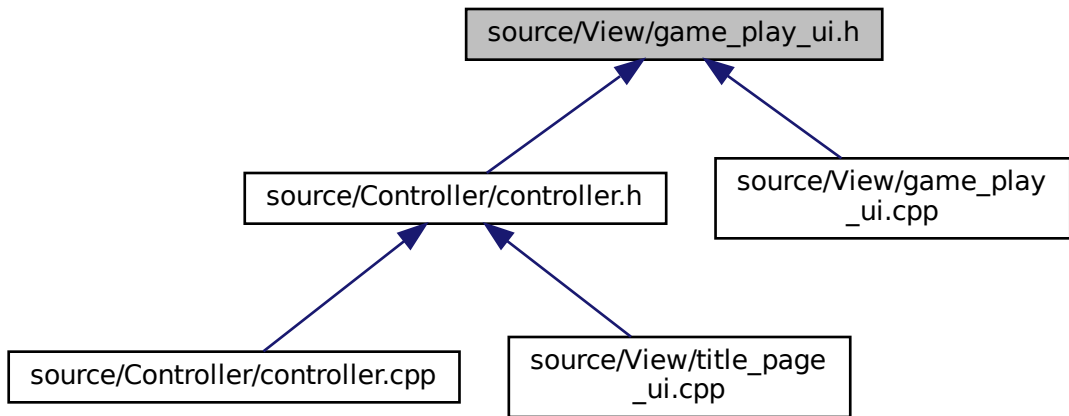 source/View/game_play_ui.h
source/Controller/controller.h
source/View/game_play
_ui.cpp
source/Controller/controller.cpp
source/View/title_page
_ui.cpp